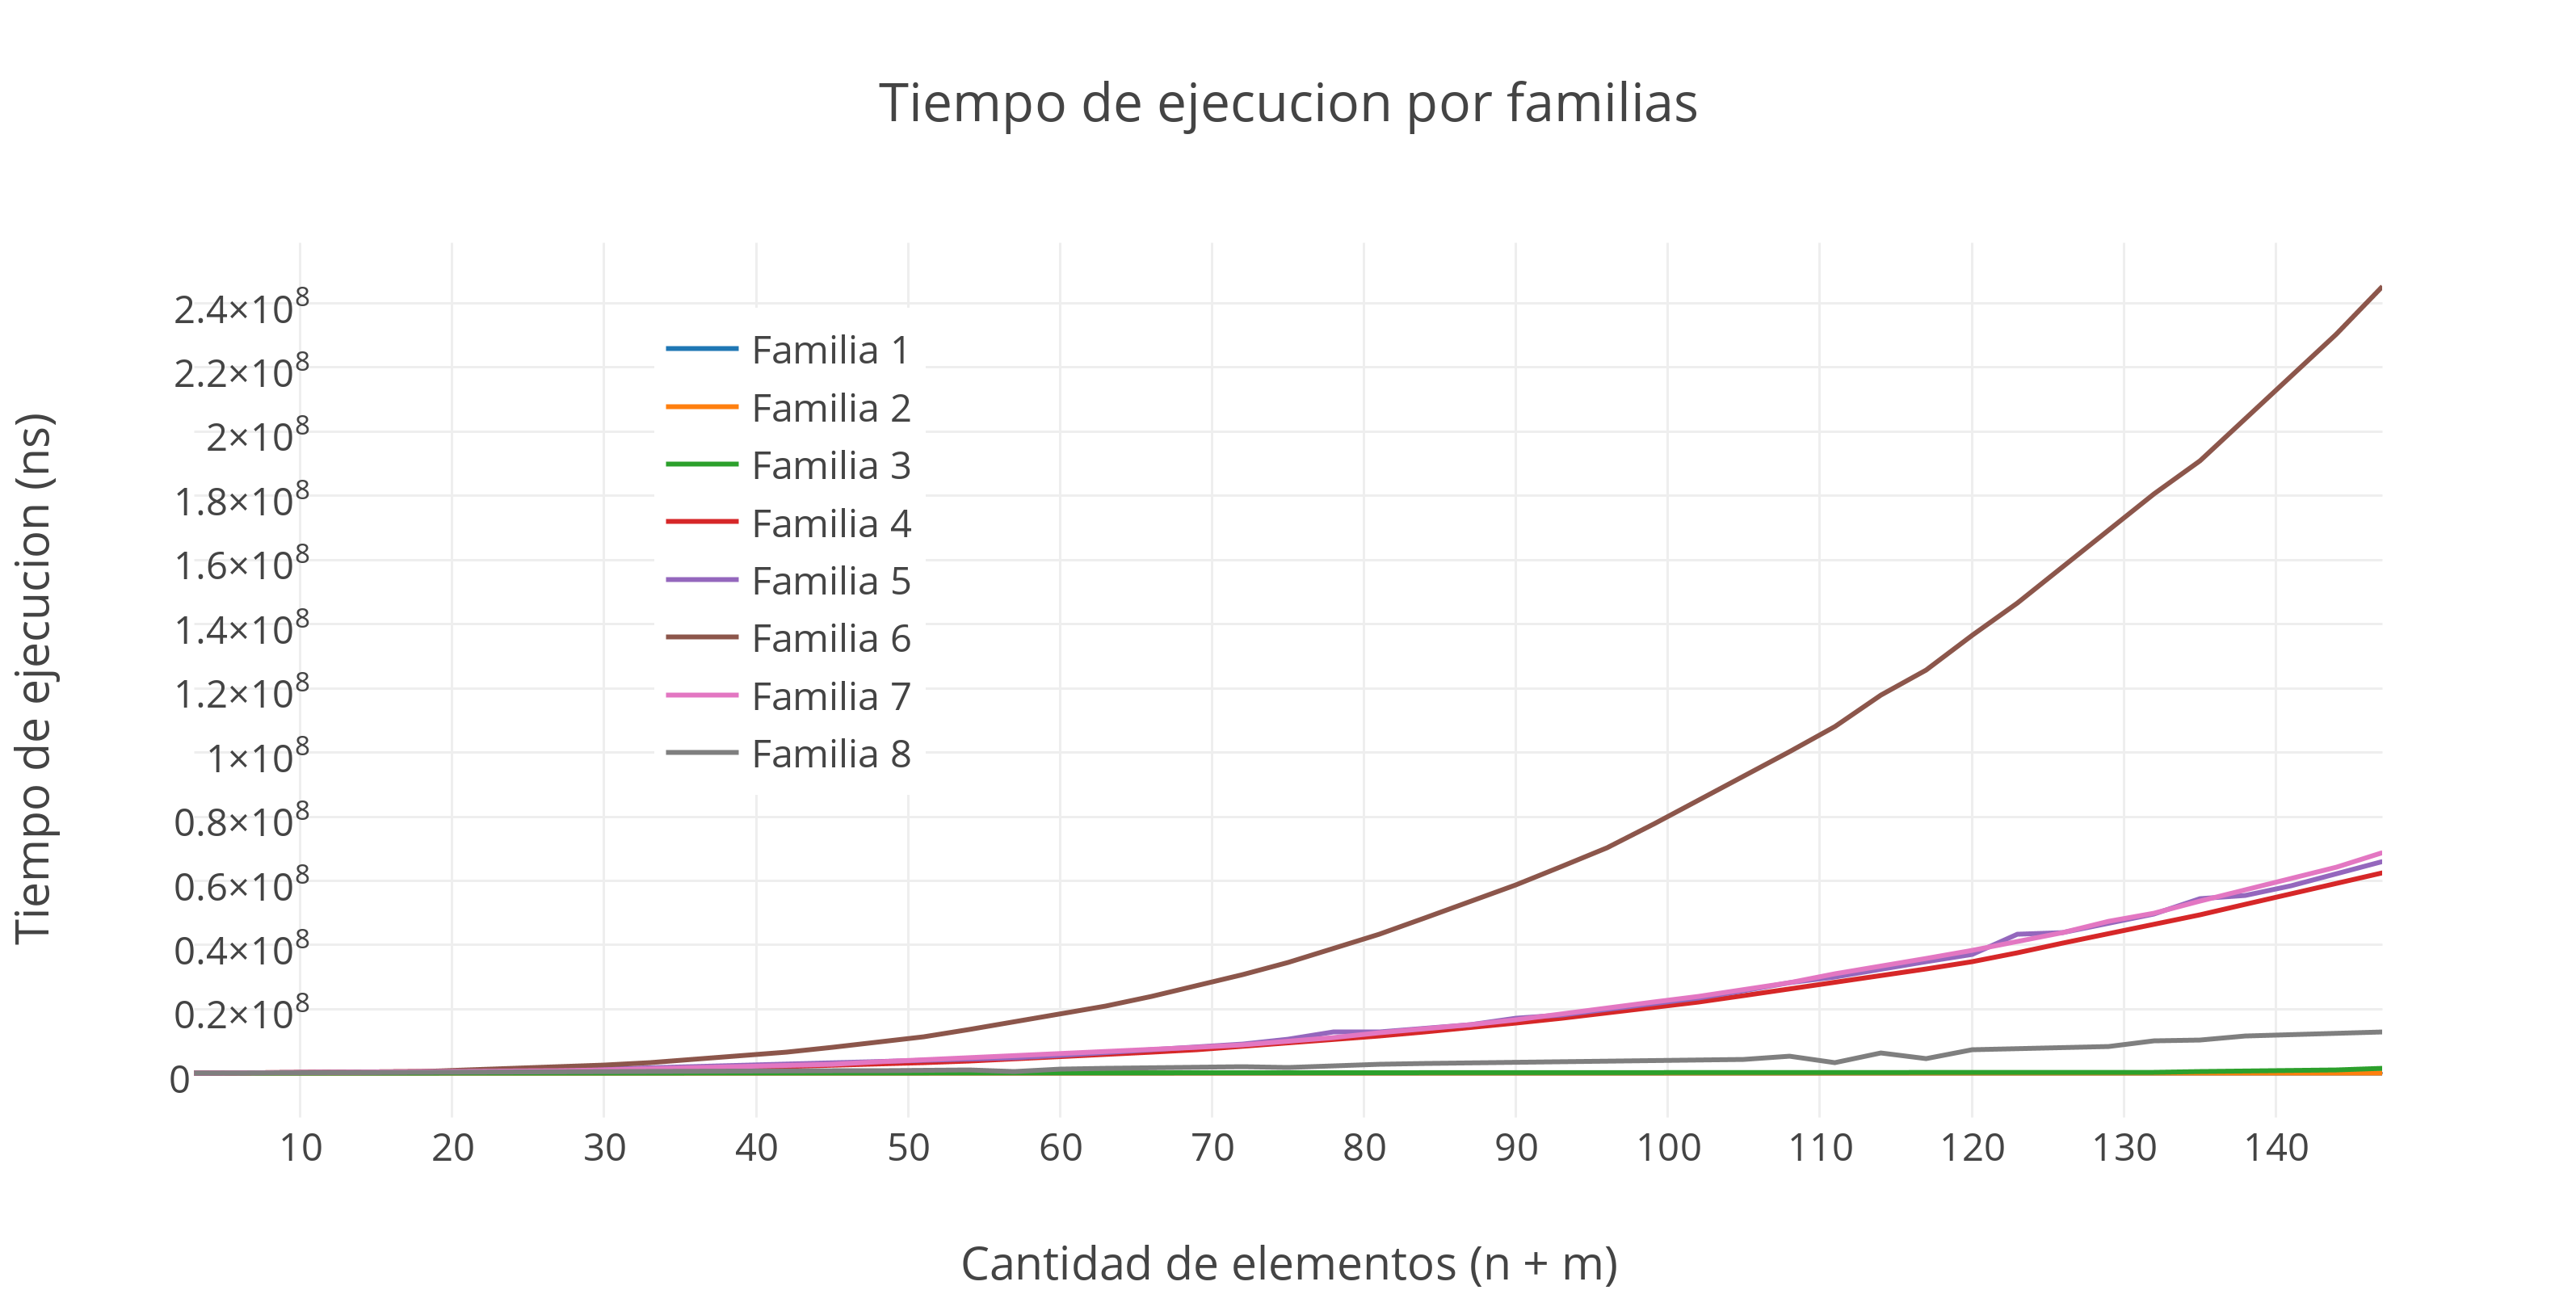 Tiempo de ejecucion por familias
Tiempo de ejecucion (ns)
2.4×10⁸
2.2×10⁸
2×10⁸
1.8×10⁸
1.6×10⁸
1.4×10⁸
1.2×10⁸
1×10⁸
0.8×10⁸
0.6×10⁸
0.4×10⁸
0.2×10⁸
0
Familia 1
Familia 2
Familia 3
Familia 4
Familia 5
Familia 6
Familia 7
Familia 8
10 20 30 40 50 60 70 80 90 100 110 120 130 140
Cantidad de elementos (n + m)